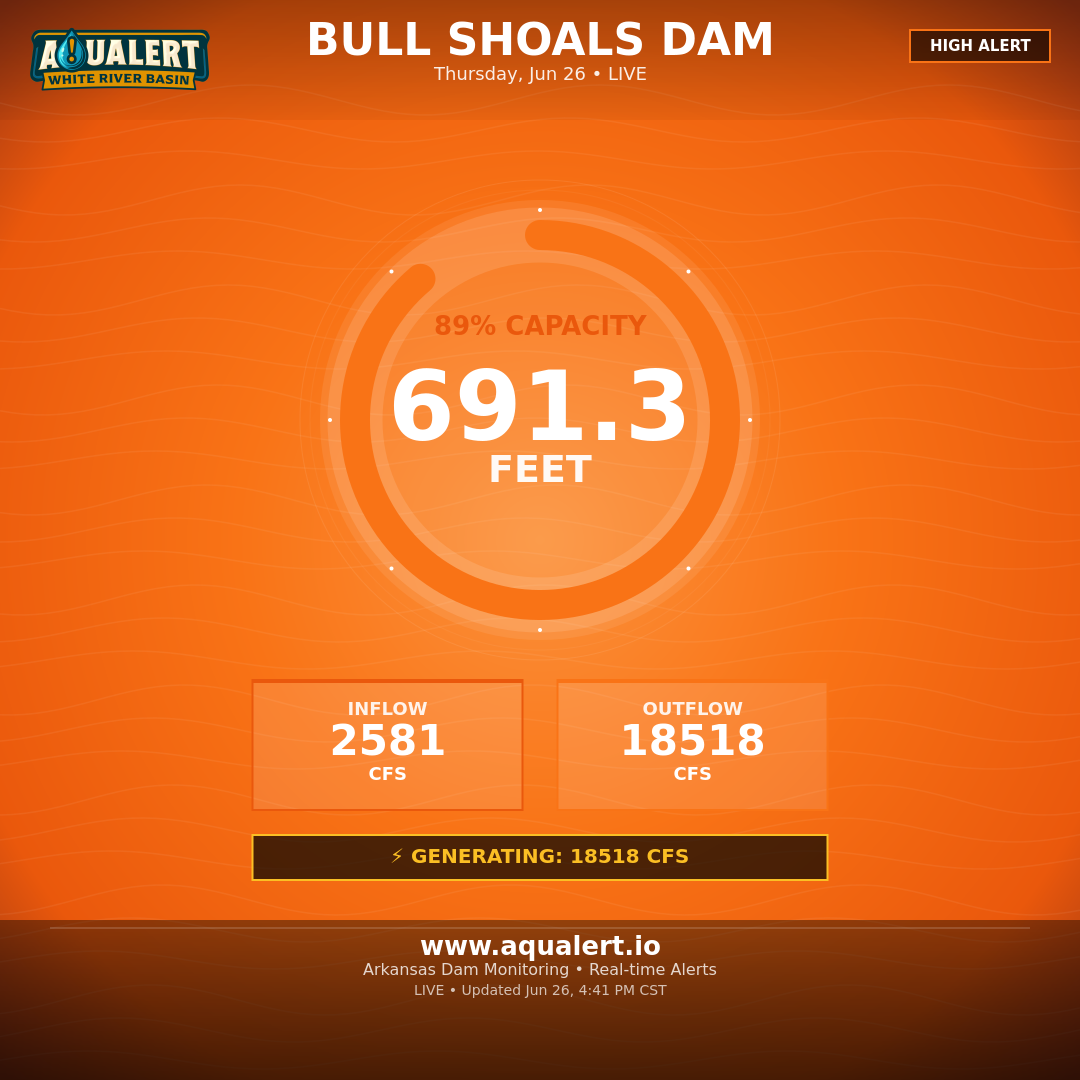 AQUALERT
WHITE RIVER BASIN
BULL SHOALS DAM
Thursday, Jun 26 • LIVE
HIGH ALERT
89% CAPACITY
691.3
FEET
INFLOW
2581
CFS
OUTFLOW
18518
CFS
⚡ GENERATING: 18518 CFS
www.aqualert.io
Arkansas Dam Monitoring • Real-time Alerts
LIVE • Updated Jun 26, 4:41 PM CST